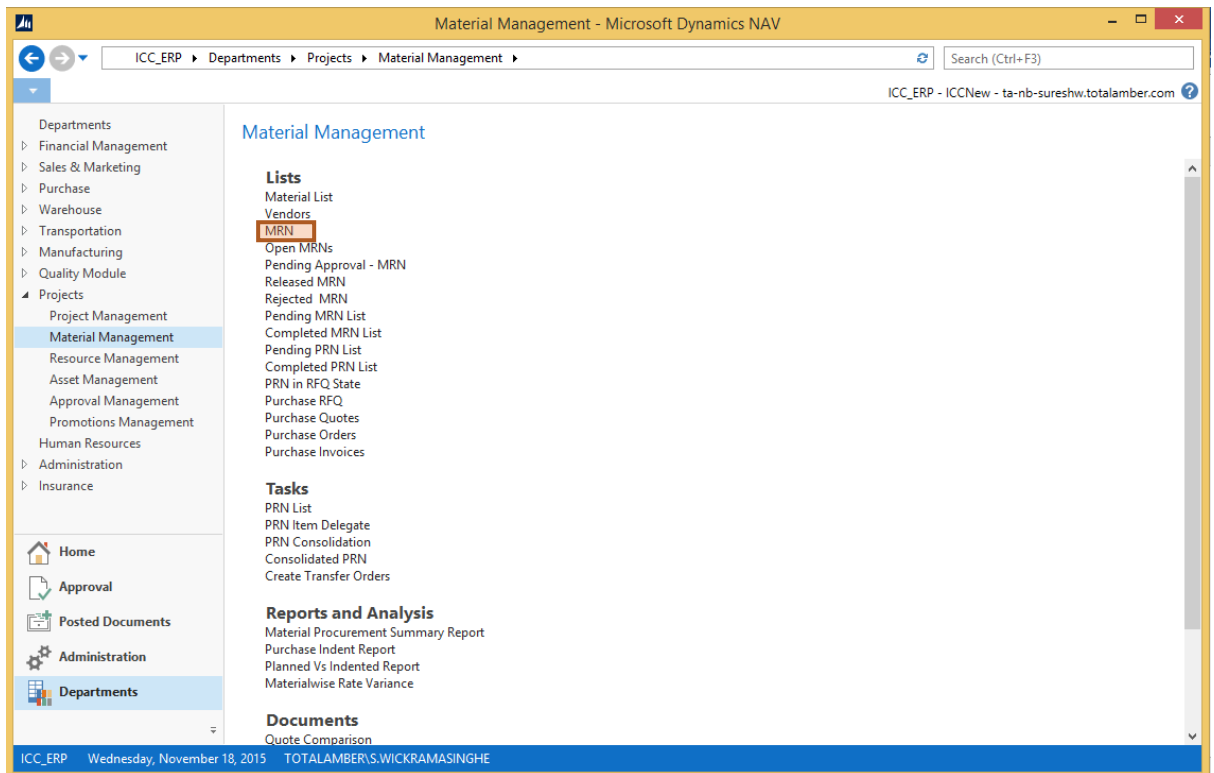 Material Management - Microsoft Dynamics NAV
ICC_ERP Departments Projects Material Management
Search (Ctrl+F3)
ICC_ERP - ICCNew - ta-nb-sureshw.totalamber.com
Departments
Financial Management
Sales & Marketing
Purchase
Warehouse
Transportation
Manufacturing
Quality Module
Projects
Project Management
Material Management
Resource Management
Asset Management
Approval Management
Promotions Management
Human Resources
Administration
Insurance
Home
Approval
Posted Documents
Administration
Departments
Material Management
Lists
Material List
Vendors
MRN
Open MRNs
Pending Approval - MRN
Released MRN
Rejected  MRN
Pending MRN List
Completed MRN List
Pending PRN List
Completed PRN List
PRN in RFQ State
Purchase RFQ
Purchase Quotes
Purchase Orders
Purchase Invoices
Tasks
PRN List
PRN Item Delegate
PRN Consolidation
Consolidated PRN
Create Transfer Orders
Reports and Analysis
Material Procurement Summary Report
Purchase Indent Report
Planned Vs Indented Report
Materialwise Rate Variance
Documents
Quote Comparison
ICC_ERP Wednesday, November 18, 2015 TOTALAMBER\S.WICKRAMASINGHE